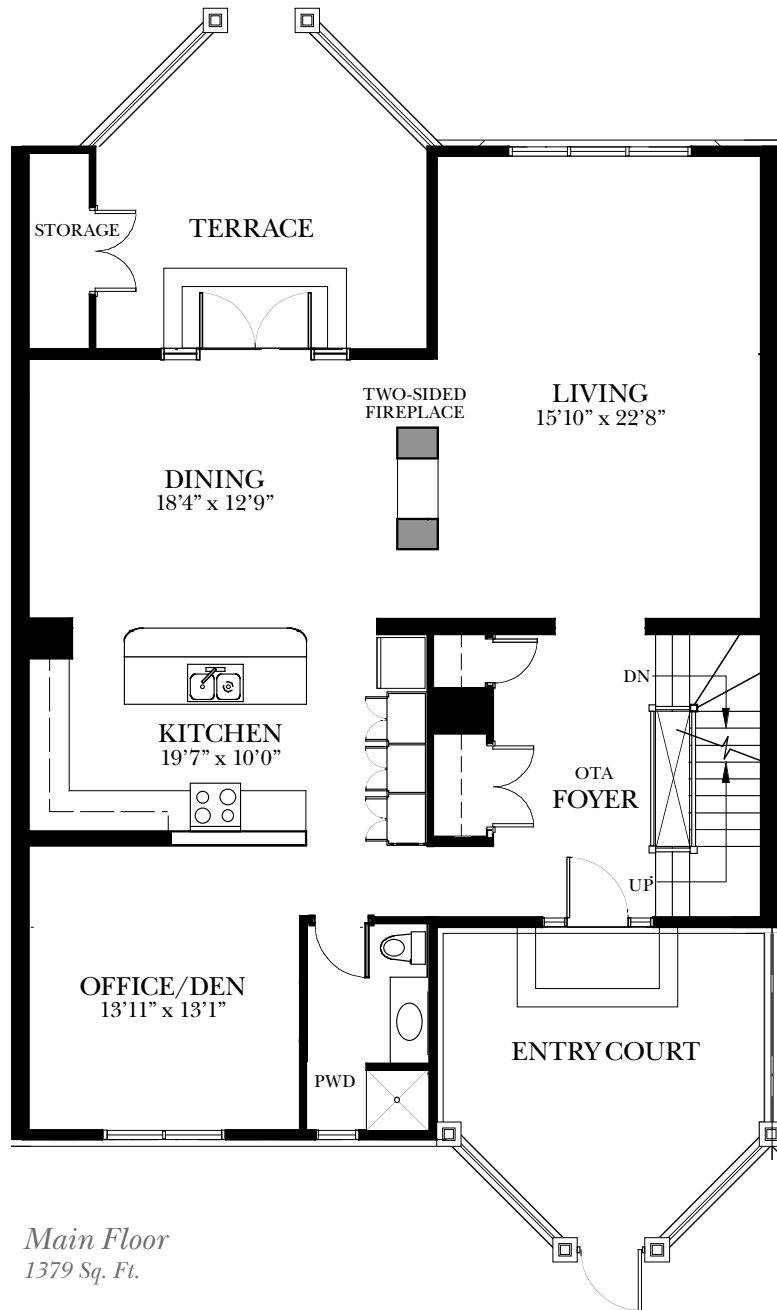 STORAGE
TERRACE
TWO-SIDED
FIREPLACE
LIVING
15’10” x 22’8”
DINING
18’4” x 12’9”
DN
KITCHEN
19’7” x 10’0”
OTA
FOYER
UP
OFFICE/DEN
13’11” x 13’1”
ENTRY COURT
PWD
Main Floor
1379 Sq. Ft.